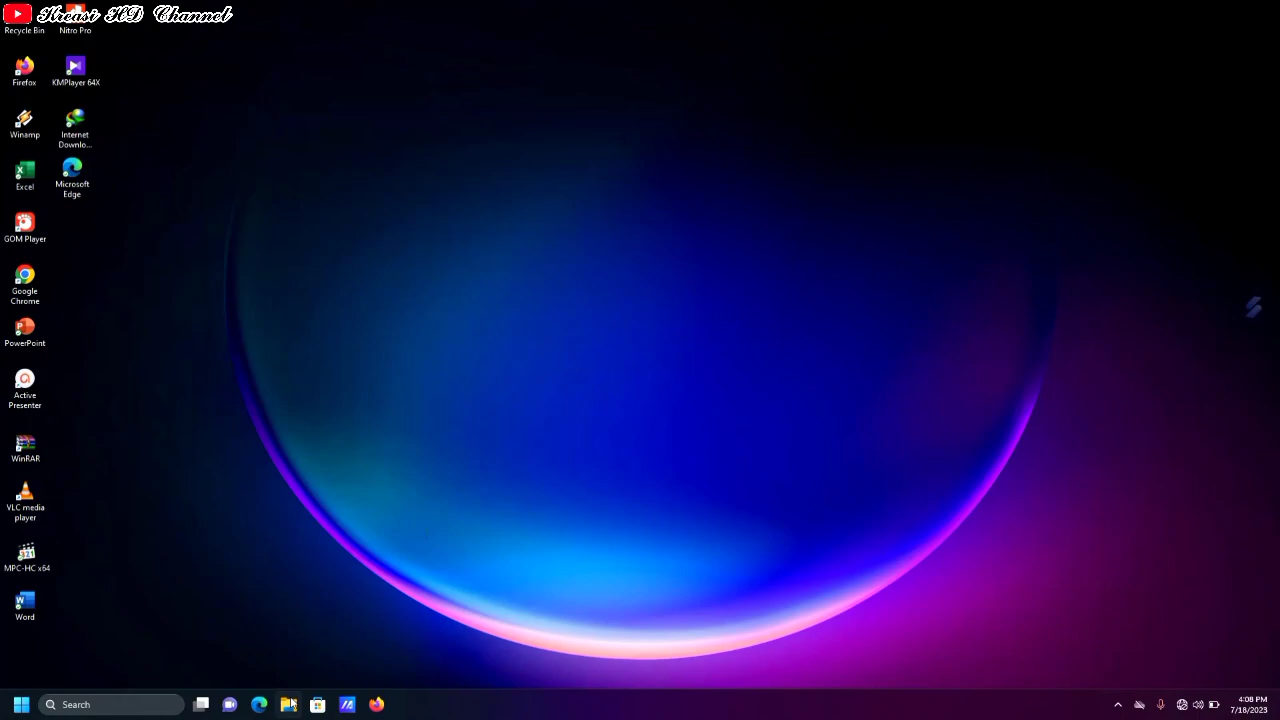 Kreasi HD Channel
Recycle Bin
Nitro Pro
Firefox
KMPlayer 64X
Winamp
Internet
Downlo...
Excel
Microsoft
Edge
GOM Player
Google
Chrome
PowerPoint
Active
Presenter
WinRAR
VLC media
player
MPC-HC x64
Word
Search
4:08 PM
7/18/2023